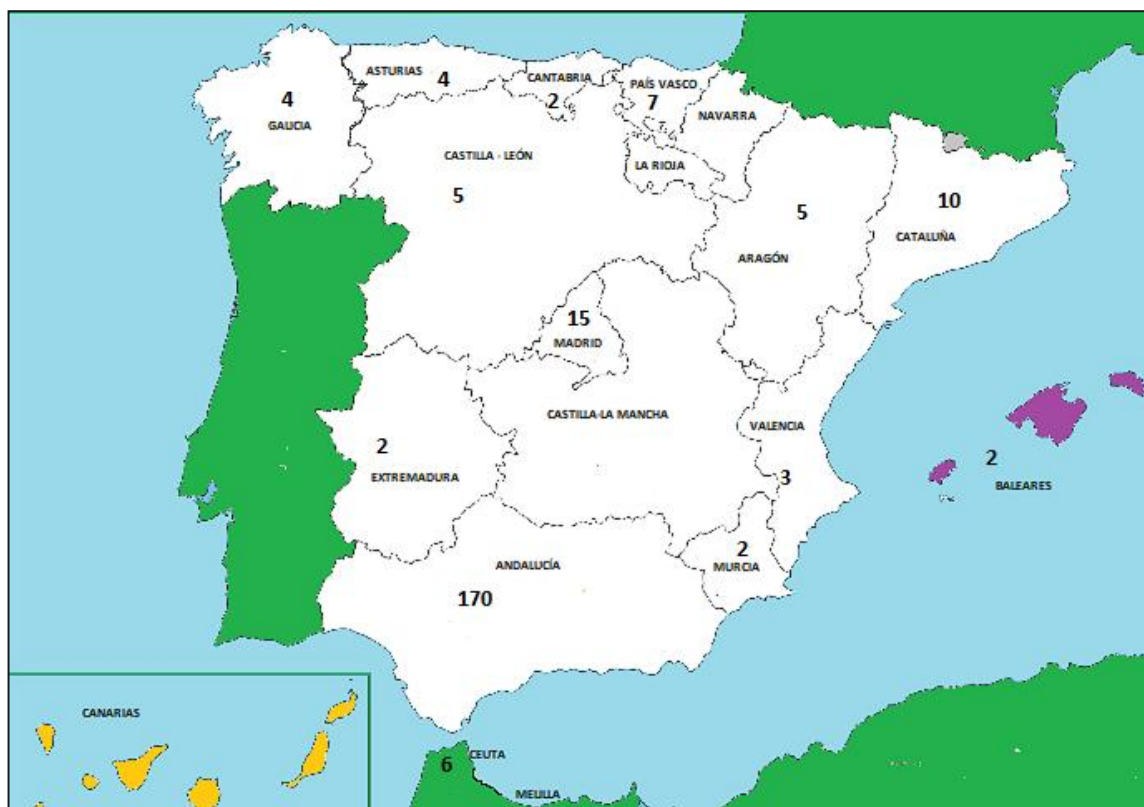 ASTURIAS
4
CANTABRIA
2
PAÍS VASCO
7
NAVARRA
4
GALICIA
CASTILLA - LEÓN
5
LA RIOJA
5
ARAGÓN
10
CATALUÑA
15
MADRID
CASTILLA-LA MANCHA
VALENCIA
3
2
EXTREMADURA
2
BALEARES
2
MURCIA
ANDALUCÍA
170
CANARIAS
6
CEUTA
MELILLA